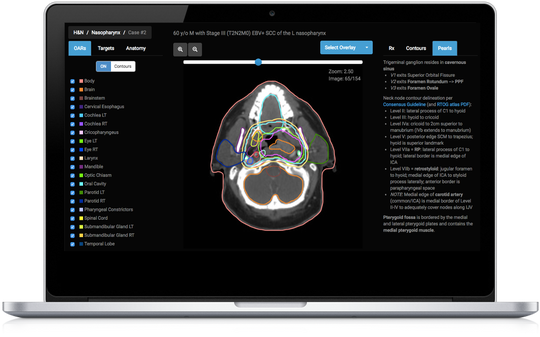 H&N / Nasopharynx / Case #2
60 y/o M with Stage III (T2N2M0) EBV+ SCC of the L nasopharynx
OARs Targets Anatomy
Select Overlay
Rx Contours Pearls
ON Contours
Zoom: 2.50
Image: 65/154
Body
Brain
Brainstem
Cervical Esophagus
Cochlea LT
Cochlea RT
Cricopharyngeus
Eye LT
Eye RT
Larynx
Mandible
Optic Chiasm
Oral Cavity
Parotid LT
Parotid RT
Pharyngeal Constrictors
Spinal Cord
Submandibular Gland LT
Submandibular Gland RT
Temporal Lobe
Trigeminal ganglion resides in cavernous
sinus
V1 exits Superior Orbital Fissure
V2 exits Foramen Rotundum -> PPF
V3 exits Foramen Ovale
Neck node contour delineation per
Consensus Guideline (and RTOG atlas PDF):
Level II: lateral process of C1 to hyoid
Level III: hyoid to cricoid
Level IVa: cricoid to 2cm superior to
manubrium (IVb extends to manubrium)
Level V: posterior edge SCM to trapezius;
hyoid is superior landmark
Level VIIa = RP: lateral process of C1 to
hyoid; lateral border is medial edge of
ICA
Level VIIb = retrostyloid: jugular foramen
to hyoid; medial edge of ICA to styloid
process laterally; anterior border is
parapharyngeal space
NOTE Medial edge of carotid artery
(common/ICA) is medial border of Level
II-IV to adequately cover nodes along IJV
Pterygoid fossa is bordered by the medial
and lateral pterygoid plates and contains the
medial pterygoid muscle.